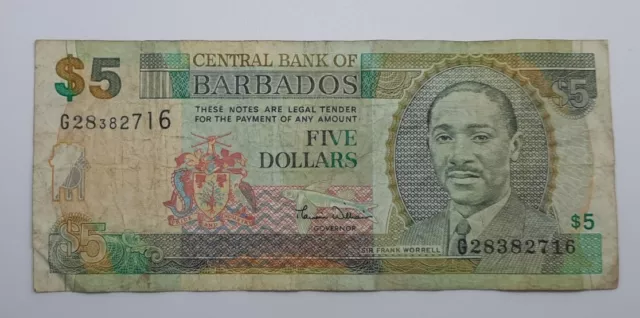 $5
CENTRAL BANK OF
BARBADOS
$5
THESE NOTES ARE LEGAL TENDER
FOR THE PAYMENT OF ANY AMOUNT
G28382716
FIVE
DOLLARS
GOVERNOR
$5
$5
SIR FRANK WORRELL
G28382716